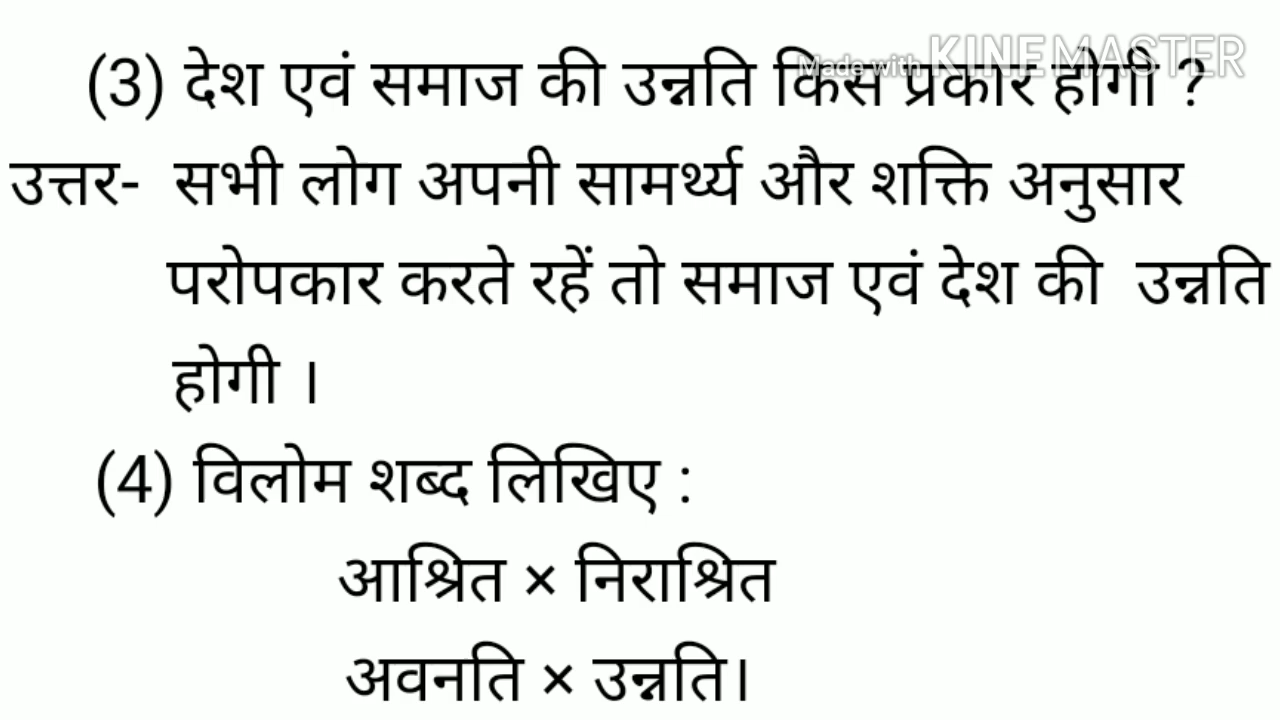 Made with KINEMASTER
(3) देश एवं समाज की उन्नति किस प्रकार होगी ?
उत्तर- सभी लोग अपनी सामर्थ्य और शक्ति अनुसार
परोपकार करते रहें तो समाज एवं देश की उन्नति
होगी ।
(4) विलोम शब्द लिखिए :
आश्रित × निराश्रित
अवनति × उन्नति।